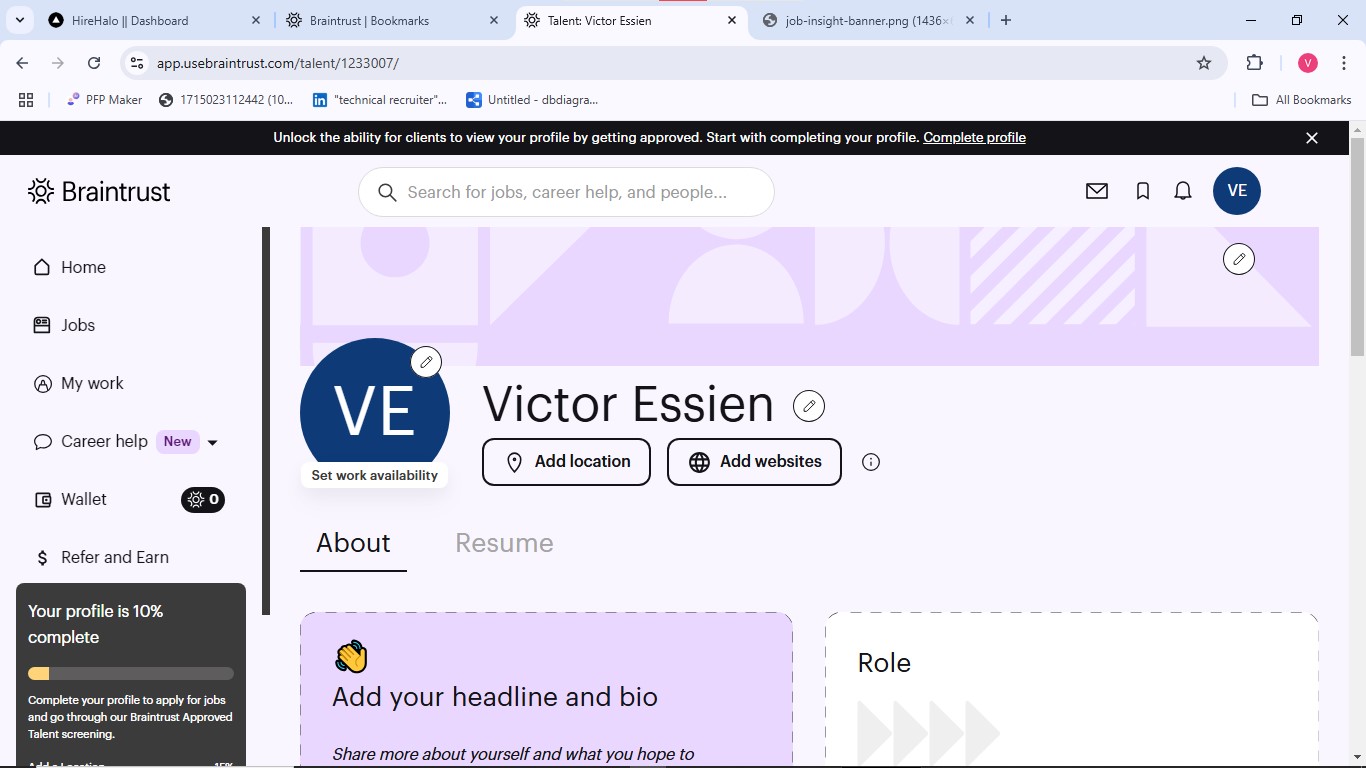 HireHalo || Dashboard
Braintrust | Bookmarks
Talent: Victor Essien
job-insight-banner.png (1436×
app.usebraintrust.com/talent/1233007/
V
PFP Maker
1715023112442 (10...
"technical recruiter"...
Untitled - dbdiagra...
All Bookmarks
Unlock the ability for clients to view your profile by getting approved. Start with completing your profile. Complete profile
Braintrust
Search for jobs, career help, and people...
VE
Home
Jobs
My work
Career help New
Wallet
0
Refer and Earn
Your profile is 10%
complete
Complete your profile to apply for jobs
and go through our Braintrust Approved
Talent screening.
Add a Location 15%
VE
Set work availability
Victor Essien
Add location
Add websites
About
Resume
Add your headline and bio
Share more about yourself and what you hope to
Role